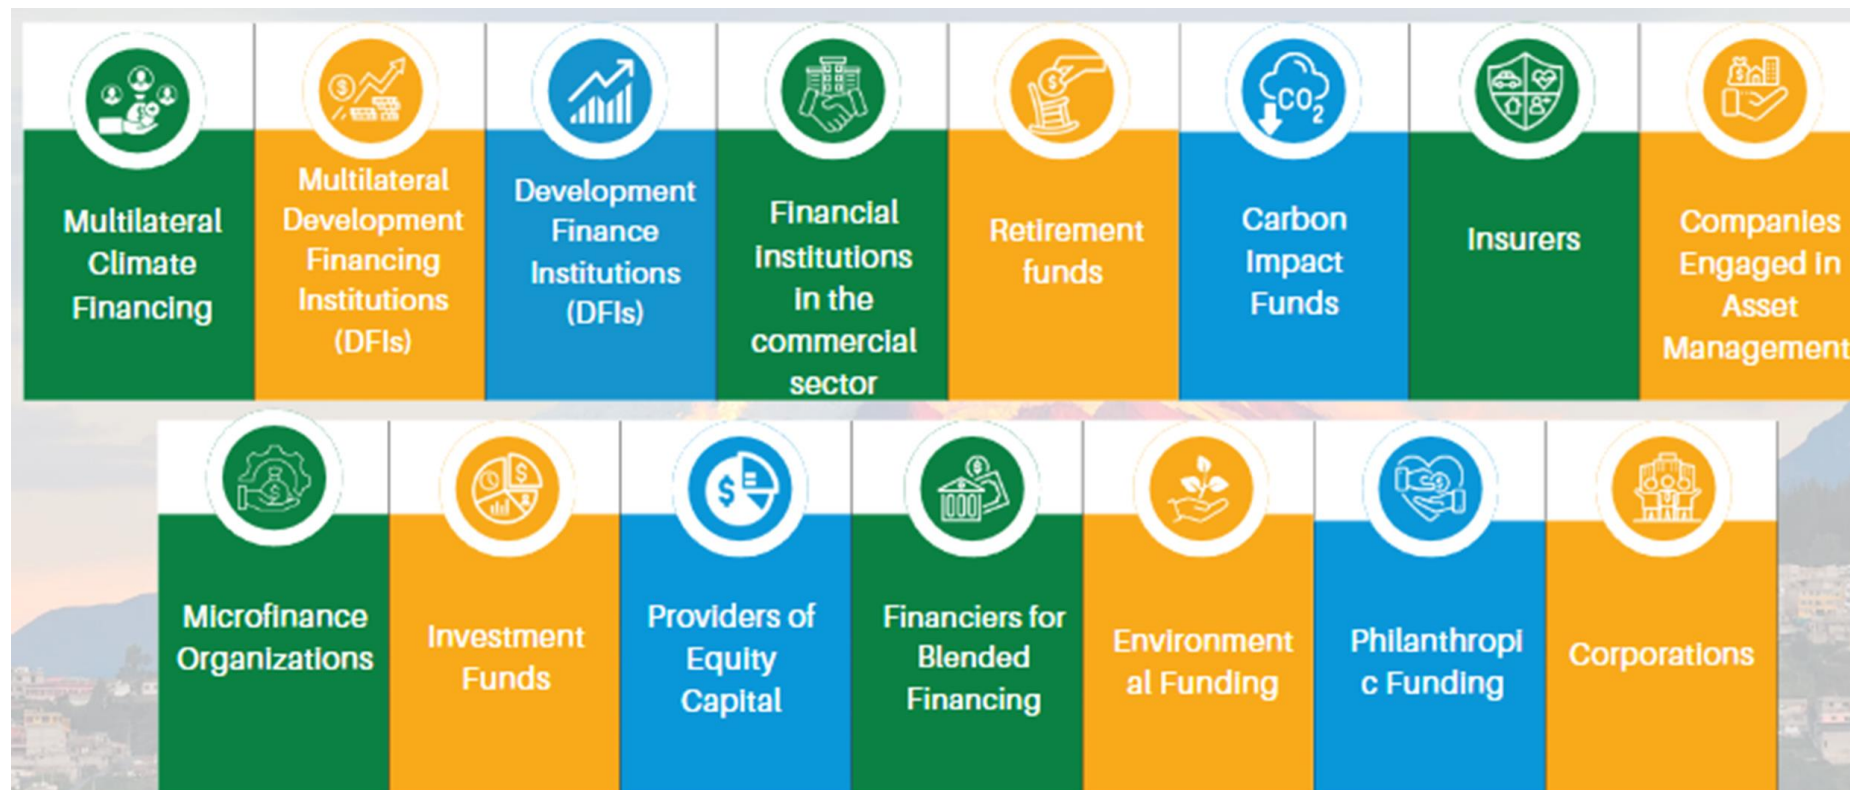 CO2
Multilateral
Climate
Financing
Multilateral
Development
Financing
Institutions
(DFIs)
Development
Finance
Institutions
(DFIs)
Financial
institutions
in the
commercial
sector
Retirement
funds
Carbon
Impact
Funds
Insurers
Companies
Engaged in
Asset
Management
Microfinance
Organizations
Investment
Funds
Providers of
Equity
Capital
Financiers for
Blended
Financing
Environment
al Funding
Philanthropi
c Funding
Corporations